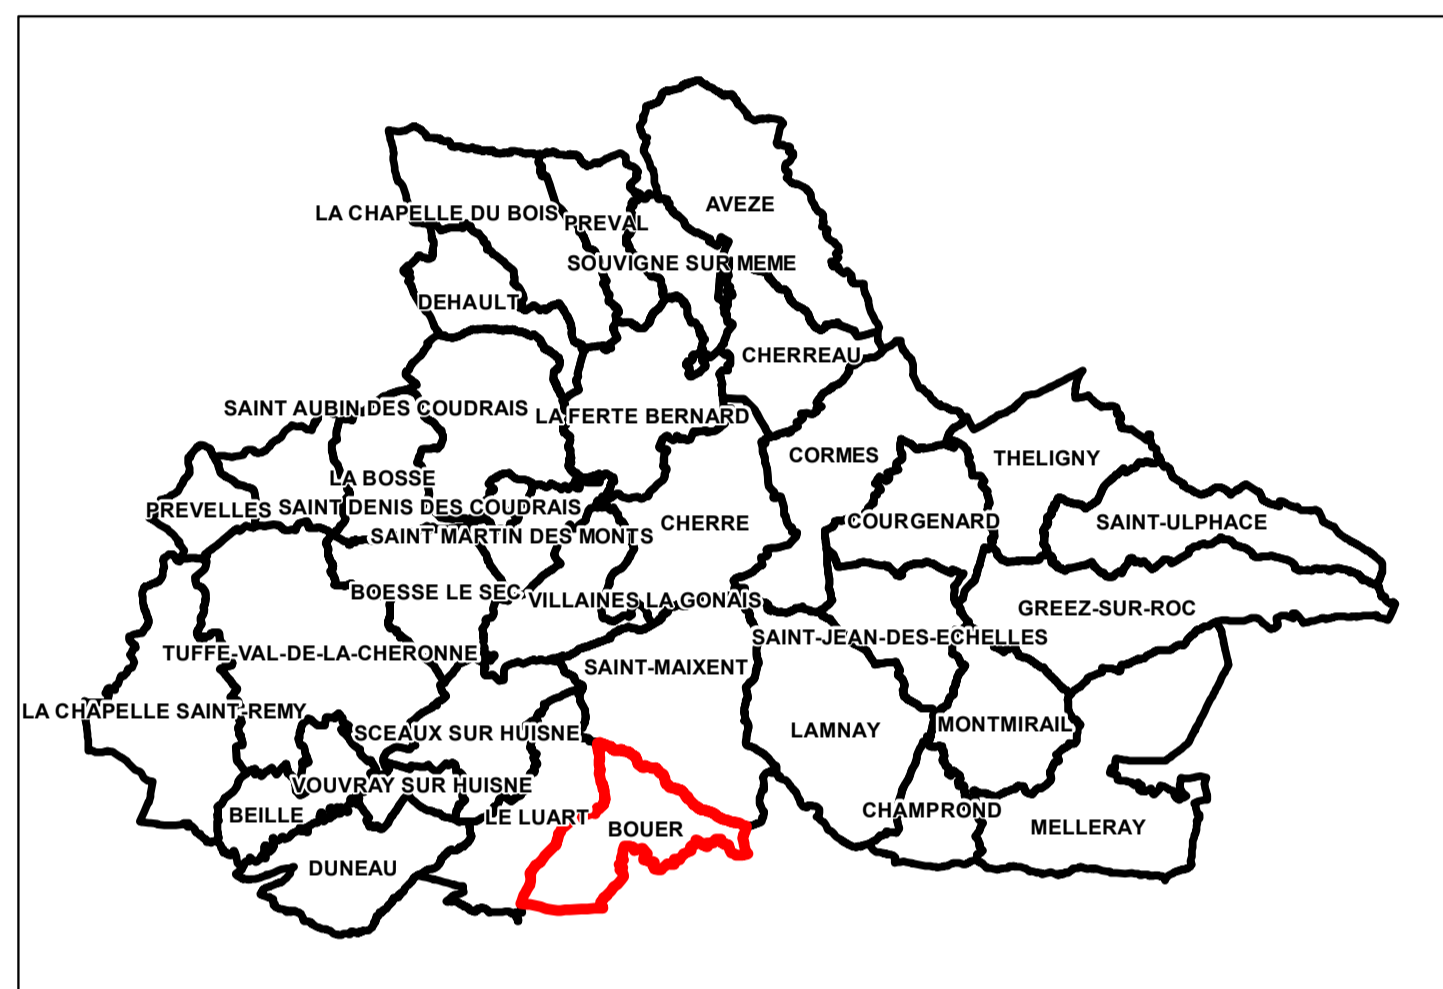 AVEZE
LA CHAPELLE DU BOIS
PREVAL
SOUVIGNE SUR MEME
DEHAULT
CHERREAU
SAINT AUBIN DES COUDRAIS
LA FERTE BERNARD
CORMES
THELIGNY
LA BOSSE
PREVELLES
SAINT DENIS DES COUDRAIS
CHERRE
COURGENARD
SAINT-ULPHACE
SAINT MARTIN DES MONTS
BOESSE LE SEC
VILLAINES LA GONAIS
GREEZ-SUR-ROC
SAINT-JEAN-DES-ECHELLES
TUFFE-VAL-DE-LA-CHERONNE
SAINT-MAIXENT
LA CHAPELLE SAINT-REMY
SCEAUX SUR HUISNE
LAMNAY
MONTMIRAIL
VOUVRAY SUR HUISNE
BEILLE
LE LUART
BOUER
CHAMPROND
MELLERAY
DUNEAU